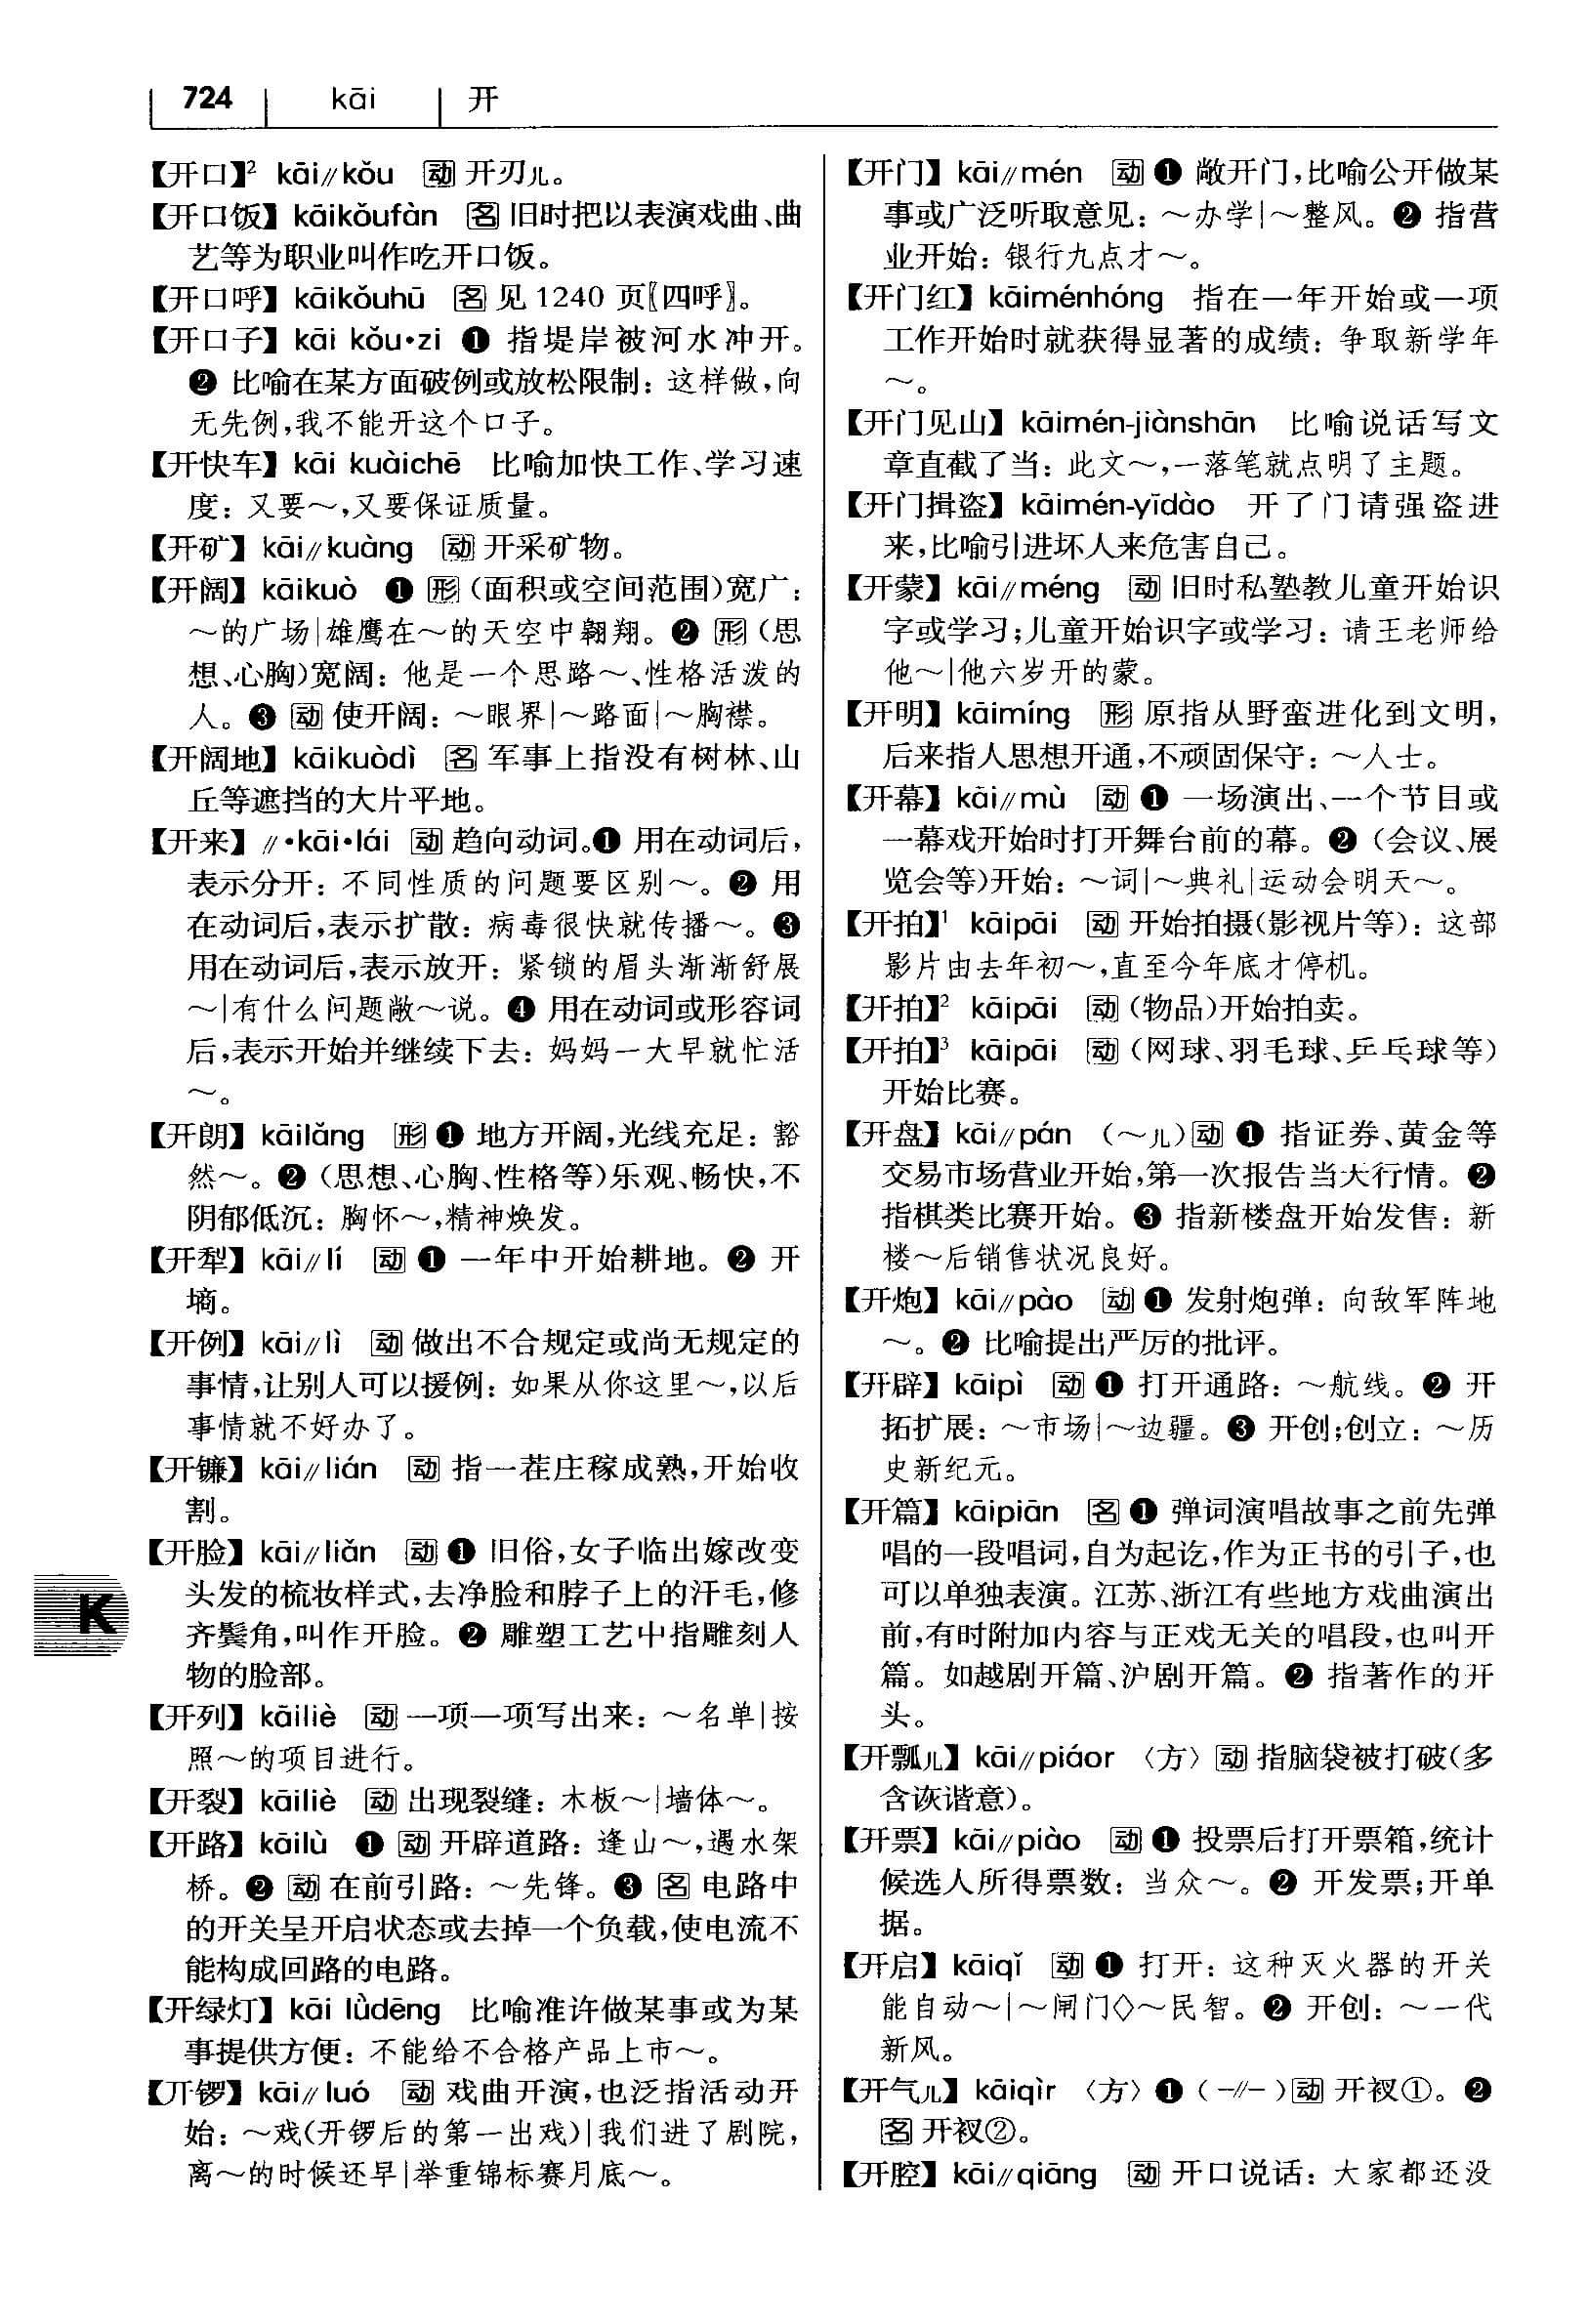 724 kāi 开
【开口】² kāi∥kǒu 动 开刃儿。
【开口饭】 kāikǒufàn 名 旧时把以表演戏曲、曲
艺等为职业叫作吃开口饭。
【开口呼】 kāikǒuhū 名 见 1240 页〖四呼〗。
【开口子】 kāi kǒu•zi ❶ 指堤岸被河水冲开。
❷ 比喻在某方面破例或放松限制：这样做，向
无先例，我不能开这个口子。
【开快车】 kāi kuàichē 比喻加快工作、学习速
度：又要～，又要保证质量。
【开矿】 kāi∥kuàng 动 开采矿物。
【开阔】 kāikuò ❶ 形（面积或空间范围）宽广：
～的广场|雄鹰在～的天空中翱翔。❷ 形（思
想、心胸）宽阔：他是一个思路～、性格活泼的
人。❸ 动 使开阔：～眼界|～路面|～胸襟。
【开阔地】 kāikuòdì 名 军事上指没有树林、山
丘等遮挡的大片平地。
【开来】 ∥•kāi•lái 动 趋向动词。❶ 用在动词后，
表示分开：不同性质的问题要区别～。❷ 用
在动词后，表示扩散：病毒很快就传播～。❸
用在动词后，表示放开：紧锁的眉头渐渐舒展
～|有什么问题敞～说。❹ 用在动词或形容词
后，表示开始并继续下去：妈妈一大早就忙活
～。
【开朗】 kāilǎng 形 ❶ 地方开阔，光线充足：豁
然～。❷（思想、心胸、性格等）乐观、畅快，不
阴郁低沉：胸怀～，精神焕发。
【开犁】 kāi∥lí 动 ❶ 一年中开始耕地。❷ 开
墒。
【开例】 kāi∥lì 动 做出不合规定或尚无规定的
事情，让别人可以援例：如果从你这里～，以后
事情就不好办了。
【开镰】 kāi∥lián 动 指一茬庄稼成熟，开始收
割。
【开脸】 kāi∥liǎn 动 ❶ 旧俗，女子临出嫁改变
头发的梳妆样式，去净脸和脖子上的汗毛，修
齐鬓角，叫作开脸。❷ 雕塑工艺中指雕刻人
物的脸部。
【开列】 kāiliè 动 一项一项写出来：～名单|按
照～的项目进行。
【开裂】 kāiliè 动 出现裂缝：木板～|墙体～。
【开路】 kāilù ❶ 动 开辟道路：逢山～，遇水架
桥。❷ 动 在前引路：～先锋。❸ 名 电路中
的开关呈开启状态或去掉一个负载，使电流不
能构成回路的电路。
【开绿灯】 kāi lǜdēng 比喻准许做某事或为某
事提供方便：不能给不合格产品上市～。
【开锣】 kāi∥luó 动 戏曲开演，也泛指活动开
始：～戏（开锣后的第一出戏）|我们进了剧院，
离～的时候还早|举重锦标赛月底～。
K
【开门】 kāi∥mén 动 ❶ 敞开门，比喻公开做某
事或广泛听取意见：～办学|～整风。❷ 指营
业开始：银行九点才～。
【开门红】 kāiménhóng 指在一年开始或一项
工作开始时就获得显著的成绩：争取新学年
～。
【开门见山】 kāimén-jiànshān 比喻说话写文
章直截了当：此文～，一落笔就点明了主题。
【开门揖盗】 kāimén-yīdào 开了门请强盗进
来，比喻引进坏人来危害自己。
【开蒙】 kāi∥méng 动 旧时私塾教儿童开始识
字或学习；儿童开始识字或学习：请王老师给
他～|他六岁开的蒙。
【开明】 kāimíng 形 原指从野蛮进化到文明，
后来指人思想开通，不顽固保守：～人士。
【开幕】 kāi∥mù 动 ❶ 一场演出、一个节目或
一幕戏开始时打开舞台前的幕。❷（会议、展
览会等）开始：～词|～典礼|运动会明天～。
【开拍】¹ kāipāi 动 开始拍摄（影视片等）：这部
影片由去年初～，直至今年底才停机。
【开拍】² kāipāi 动（物品）开始拍卖。
【开拍】³ kāipāi 动（网球、羽毛球、乒乓球等）
开始比赛。
【开盘】 kāi∥pán （～儿）动 ❶ 指证券、黄金等
交易市场营业开始，第一次报告当天行情。❷
指棋类比赛开始。❸ 指新楼盘开始发售：新
楼～后销售状况良好。
【开炮】 kāi∥pào 动 ❶ 发射炮弹：向敌军阵地
～。❷ 比喻提出严厉的批评。
【开辟】 kāipì 动 ❶ 打开通路：～航线。❷ 开
拓扩展：～市场|～边疆。❸ 开创；创立：～历
史新纪元。
【开篇】 kāipiān 名 ❶ 弹词演唱故事之前先弹
唱的一段唱词，自为起讫，作为正书的引子，也
可以单独表演。江苏、浙江有些地方戏曲演出
前，有时附加内容与正戏无关的唱段，也叫开
篇。如越剧开篇、沪剧开篇。❷ 指著作的开
头。
【开瓢儿】 kāi∥piáor 〈方〉动 指脑袋被打破（多
含诙谐意）。
【开票】 kāi∥piào 动 ❶ 投票后打开票箱，统计
候选人所得票数：当众～。❷ 开发票；开单
据。
【开启】 kāiqǐ 动 ❶ 打开：这种灭火器的开关
能自动～|～闸门◇～民智。❷ 开创：～一代
新风。
【开气儿】 kāiqìr 〈方〉❶（-∥-）动 开衩①。❷
名 开衩②。
【开腔】 kāi∥qiāng 动 开口说话：大家都还没